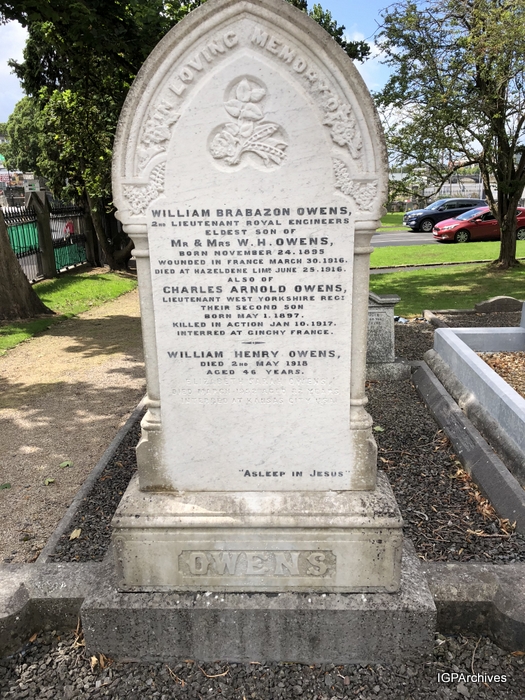 IN LOVING MEMORY OF
WILLIAM BRABAZON OWENS,
2ND LIEUTENANT ROYAL ENGINEERS
ELDEST SON OF
MR & MRS W. H. OWENS,
BORN NOVEMBER 24. 1895
WOUNDED IN FRANCE MARCH 30. 1916
DIED AT HAZELDENE LIMK JUNE 25. 1916.
ALSO OF
CHARLES ARNOLD OWENS,
LIEUTENANT WEST YORKSHIRE REG:
THEIR SECOND SON
BORN MAY 1. 1897.
KILLED IN ACTION JAN 10. 1917.
INTERRED AT GINCHY FRANCE.
WILLIAM HENRY OWENS,
DIED 2ND MAY 1918
AGED 46 YEARS.
"ASLEEP IN JESUS"
OWENS
IGPArchives